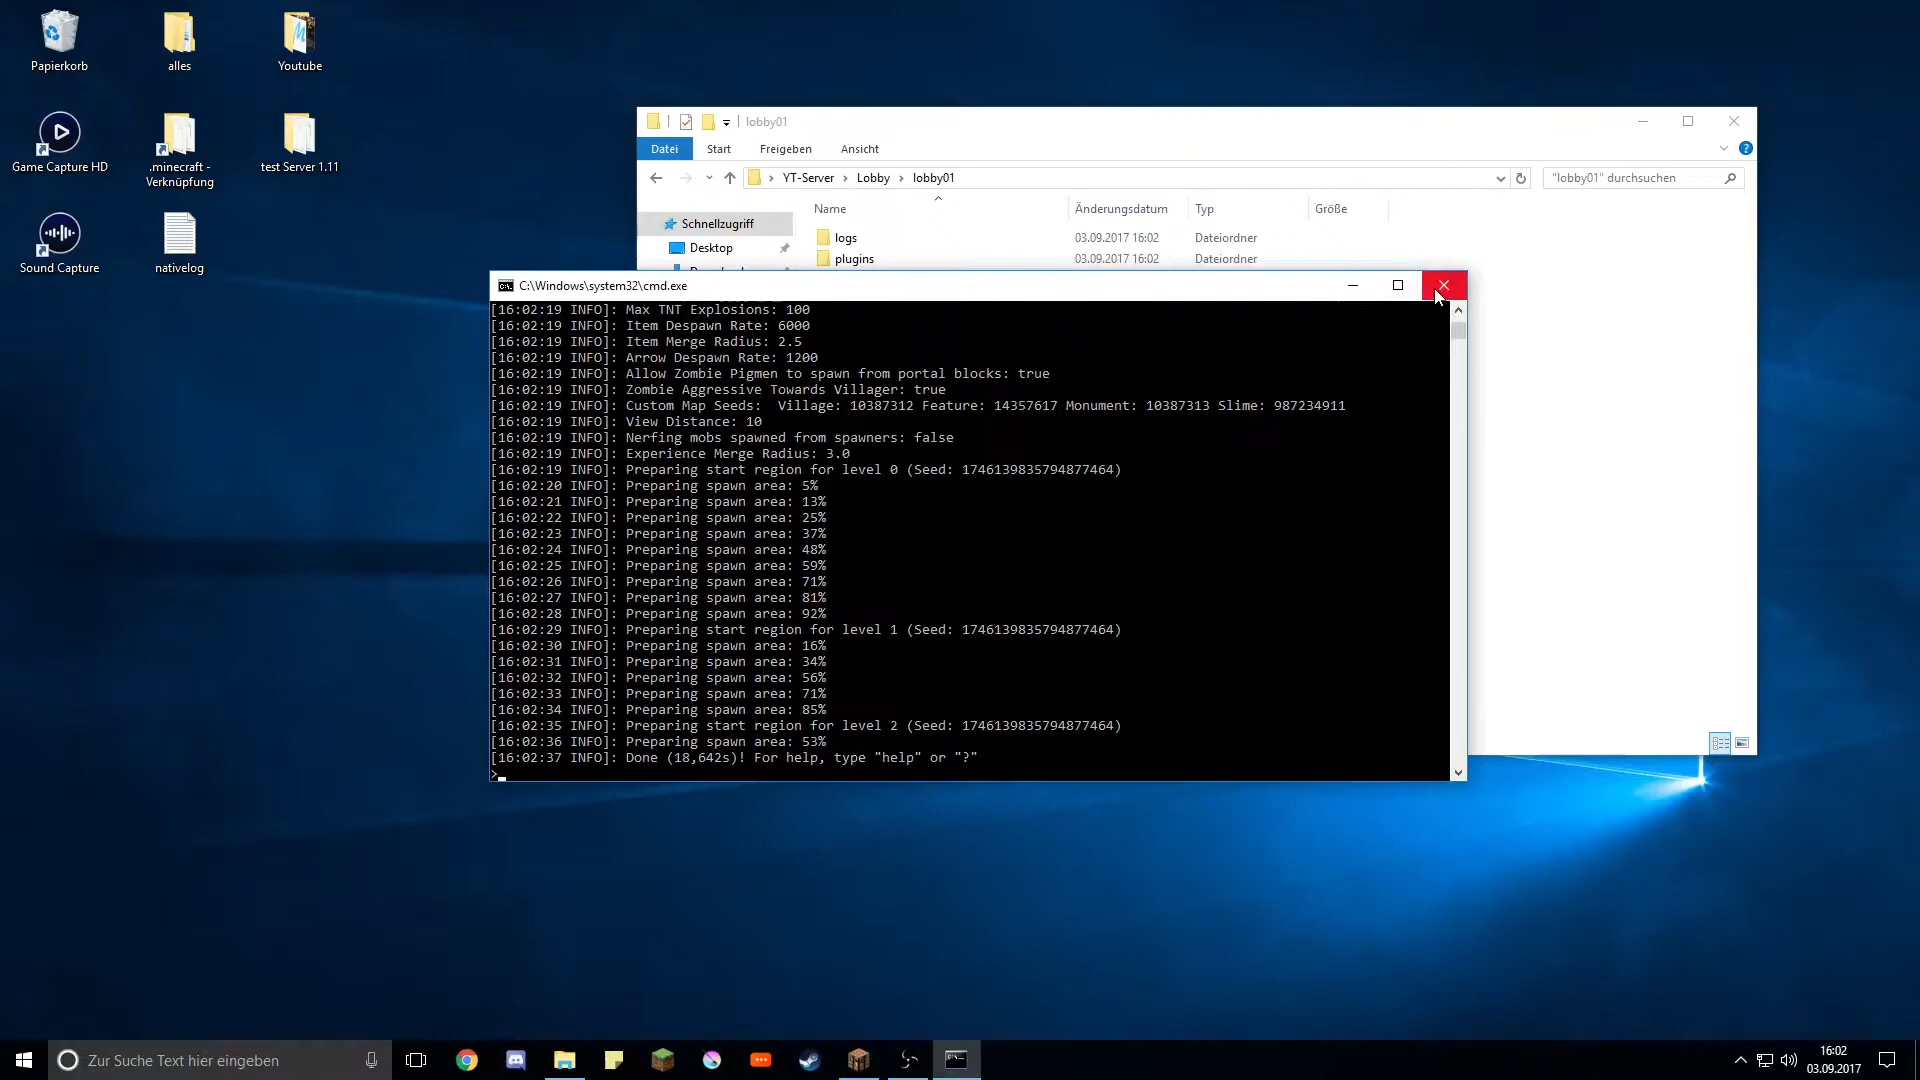 Papierkorb
alles
Youtube
Game Capture HD
.minecraft -
Verknüpfung
test Server 1.11
Sound Capture
nativelog
lobby01
Datei
Start
Freigeben
Ansicht
YT-Server
Lobby
lobby01
"lobby01" durchsuchen
Name
Änderungsdatum
Typ
Größe
Schnellzugriff
Desktop
logs
03.09.2017 16:02
Dateiordner
plugins
03.09.2017 16:02
Dateiordner
C:\Windows\system32\cmd.exe
[16:02:19 INFO]: Max TNT Explosions: 100
[16:02:19 INFO]: Item Despawn Rate: 6000
[16:02:19 INFO]: Item Merge Radius: 2.5
[16:02:19 INFO]: Arrow Despawn Rate: 1200
[16:02:19 INFO]: Allow Zombie Pigmen to spawn from portal blocks: true
[16:02:19 INFO]: Zombie Aggressive Towards Villager: true
[16:02:19 INFO]: Custom Map Seeds:  Village: 10387312 Feature: 14357617 Monument: 10387313 Slime: 987234911
[16:02:19 INFO]: View Distance: 10
[16:02:19 INFO]: Nerfing mobs spawned from spawners: false
[16:02:19 INFO]: Experience Merge Radius: 3.0
[16:02:19 INFO]: Preparing start region for level 0 (Seed: 1746139835794877464)
[16:02:20 INFO]: Preparing spawn area: 5%
[16:02:21 INFO]: Preparing spawn area: 13%
[16:02:22 INFO]: Preparing spawn area: 25%
[16:02:23 INFO]: Preparing spawn area: 37%
[16:02:24 INFO]: Preparing spawn area: 48%
[16:02:25 INFO]: Preparing spawn area: 59%
[16:02:26 INFO]: Preparing spawn area: 71%
[16:02:27 INFO]: Preparing spawn area: 81%
[16:02:28 INFO]: Preparing spawn area: 92%
[16:02:29 INFO]: Preparing start region for level 1 (Seed: 1746139835794877464)
[16:02:30 INFO]: Preparing spawn area: 16%
[16:02:31 INFO]: Preparing spawn area: 34%
[16:02:32 INFO]: Preparing spawn area: 56%
[16:02:33 INFO]: Preparing spawn area: 71%
[16:02:34 INFO]: Preparing spawn area: 85%
[16:02:35 INFO]: Preparing start region for level 2 (Seed: 1746139835794877464)
[16:02:36 INFO]: Preparing spawn area: 53%
[16:02:37 INFO]: Done (18,642s)! For help, type "help" or "?"
>
Zur Suche Text hier eingeben
16:02
03.09.2017